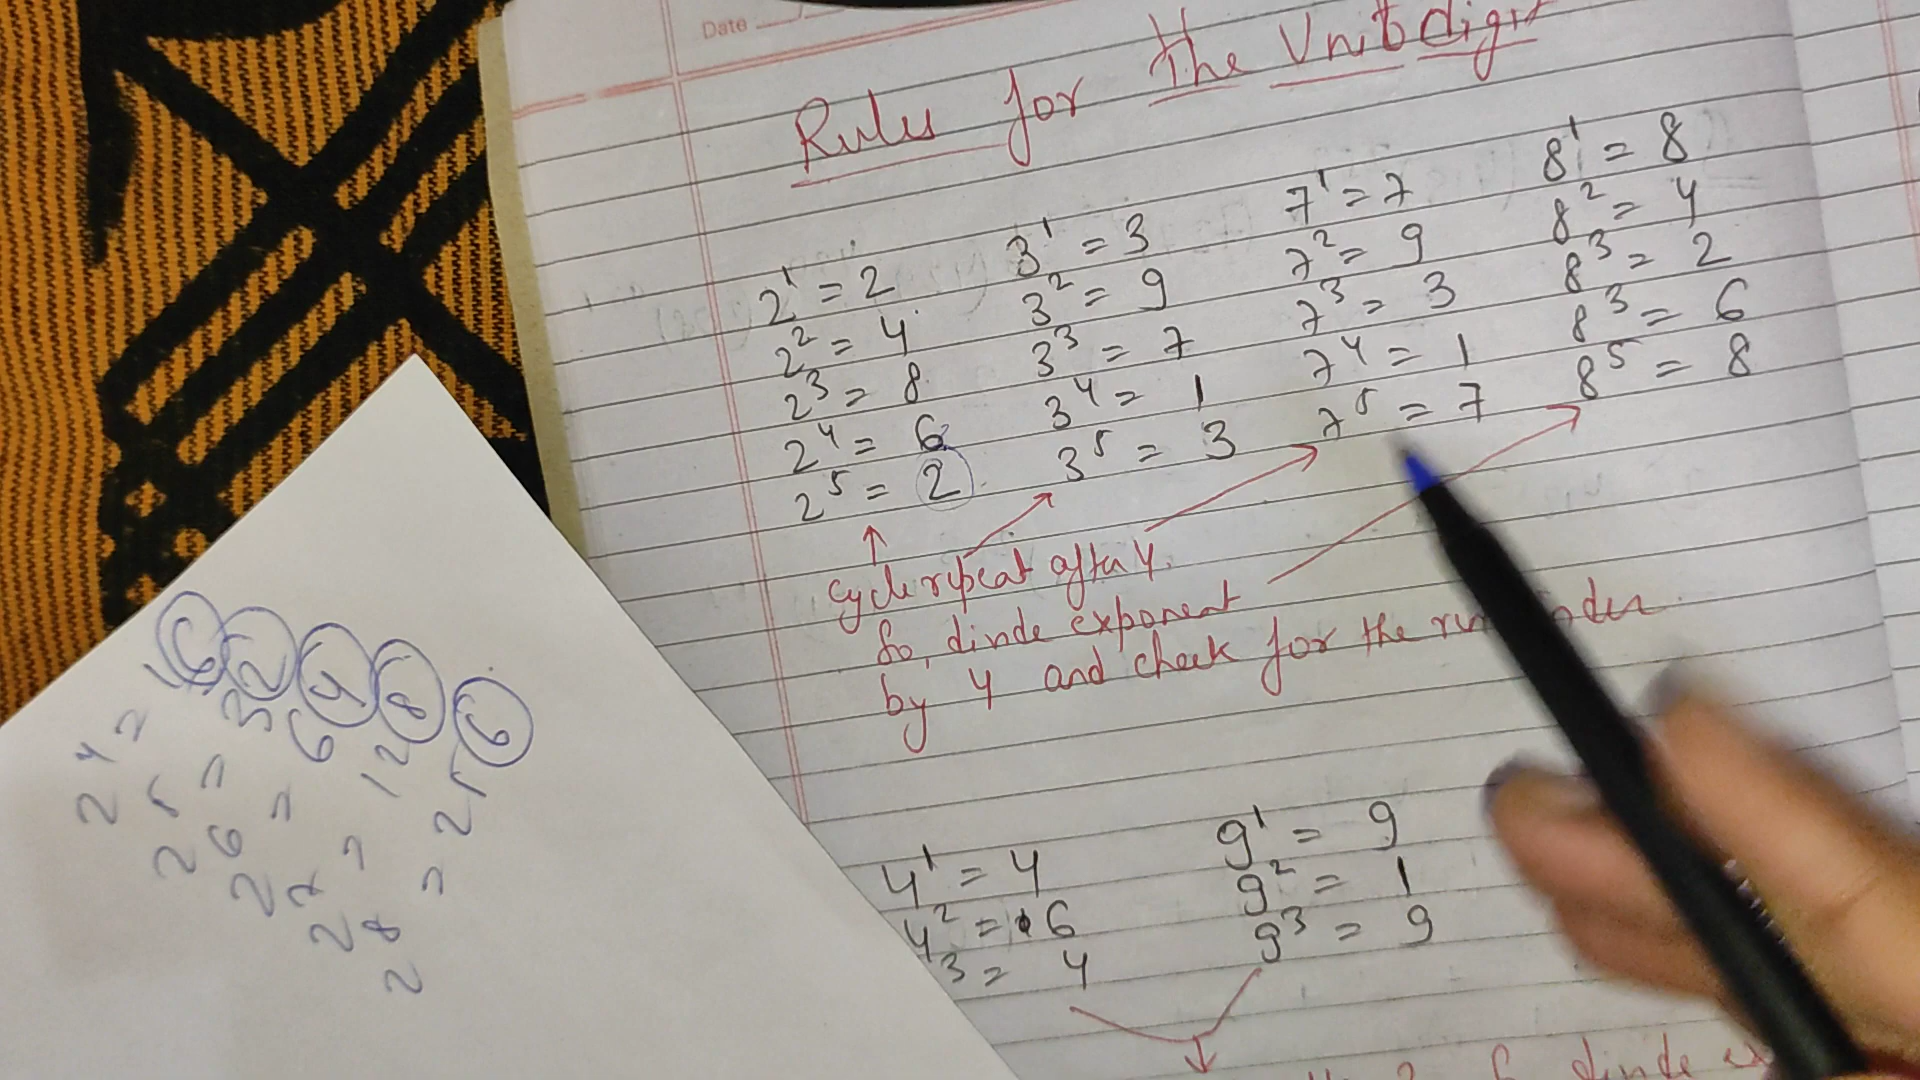 Date
Rules for The Unit digit
2¹ = 2
2² = 4
2³ = 8
2⁴ = 6
2⁵ = 2
3¹ = 3
3² = 9
3³ = 7
3⁴ = 1
3⁵ = 3
7¹ = 7
7² = 9
7³ = 3
7⁴ = 1
7⁵ = 7
8¹ = 8
8² = 4
8³ = 2
8³ = 6
8⁵ = 8
Cycle repeat after 4.
So, divide exponent
by 4 and check for the
4¹ = 4
4² = 16
4³ = 4
9¹ = 9
9² = 1
9³ = 9
divide
2⁴ = 16
2⁵ = 32
2⁶ = 64
2⁷ = 128
2⁸ = 256